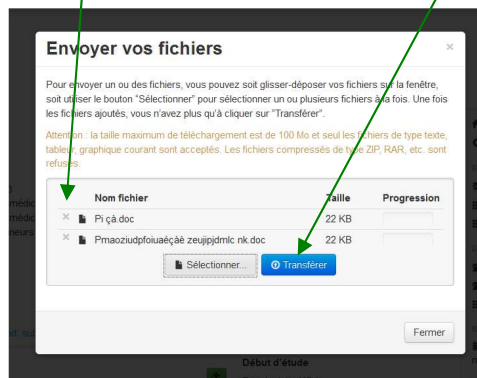 Envoyer vos fichiers
×
Pour envoyer un ou des fichiers, vous pouvez soit glisser-déposer vos fichiers sur la fenêtre,
soit utiliser le bouton "Sélectionner" pour sélectionner un ou plusieurs fichiers à la fois. Une fois
les fichiers ajoutés, vous n'avez plus qu'à cliquer sur "Transférer".
Attention : la taille maximum de téléchargement est de 100 Mo et seul les fichiers de type texte,
tableur, graphique courant sont acceptés. Les fichiers compressés de type ZIP, RAR, etc. sont
refusés.
Nom fichier Taille Progression
× Pi çà.doc 22 KB
× Pmaoziudpfoiuaéçàè zeujipjdmlc nk.doc 22 KB
Sélectionner... Transférer
Fermer
Début d'étude